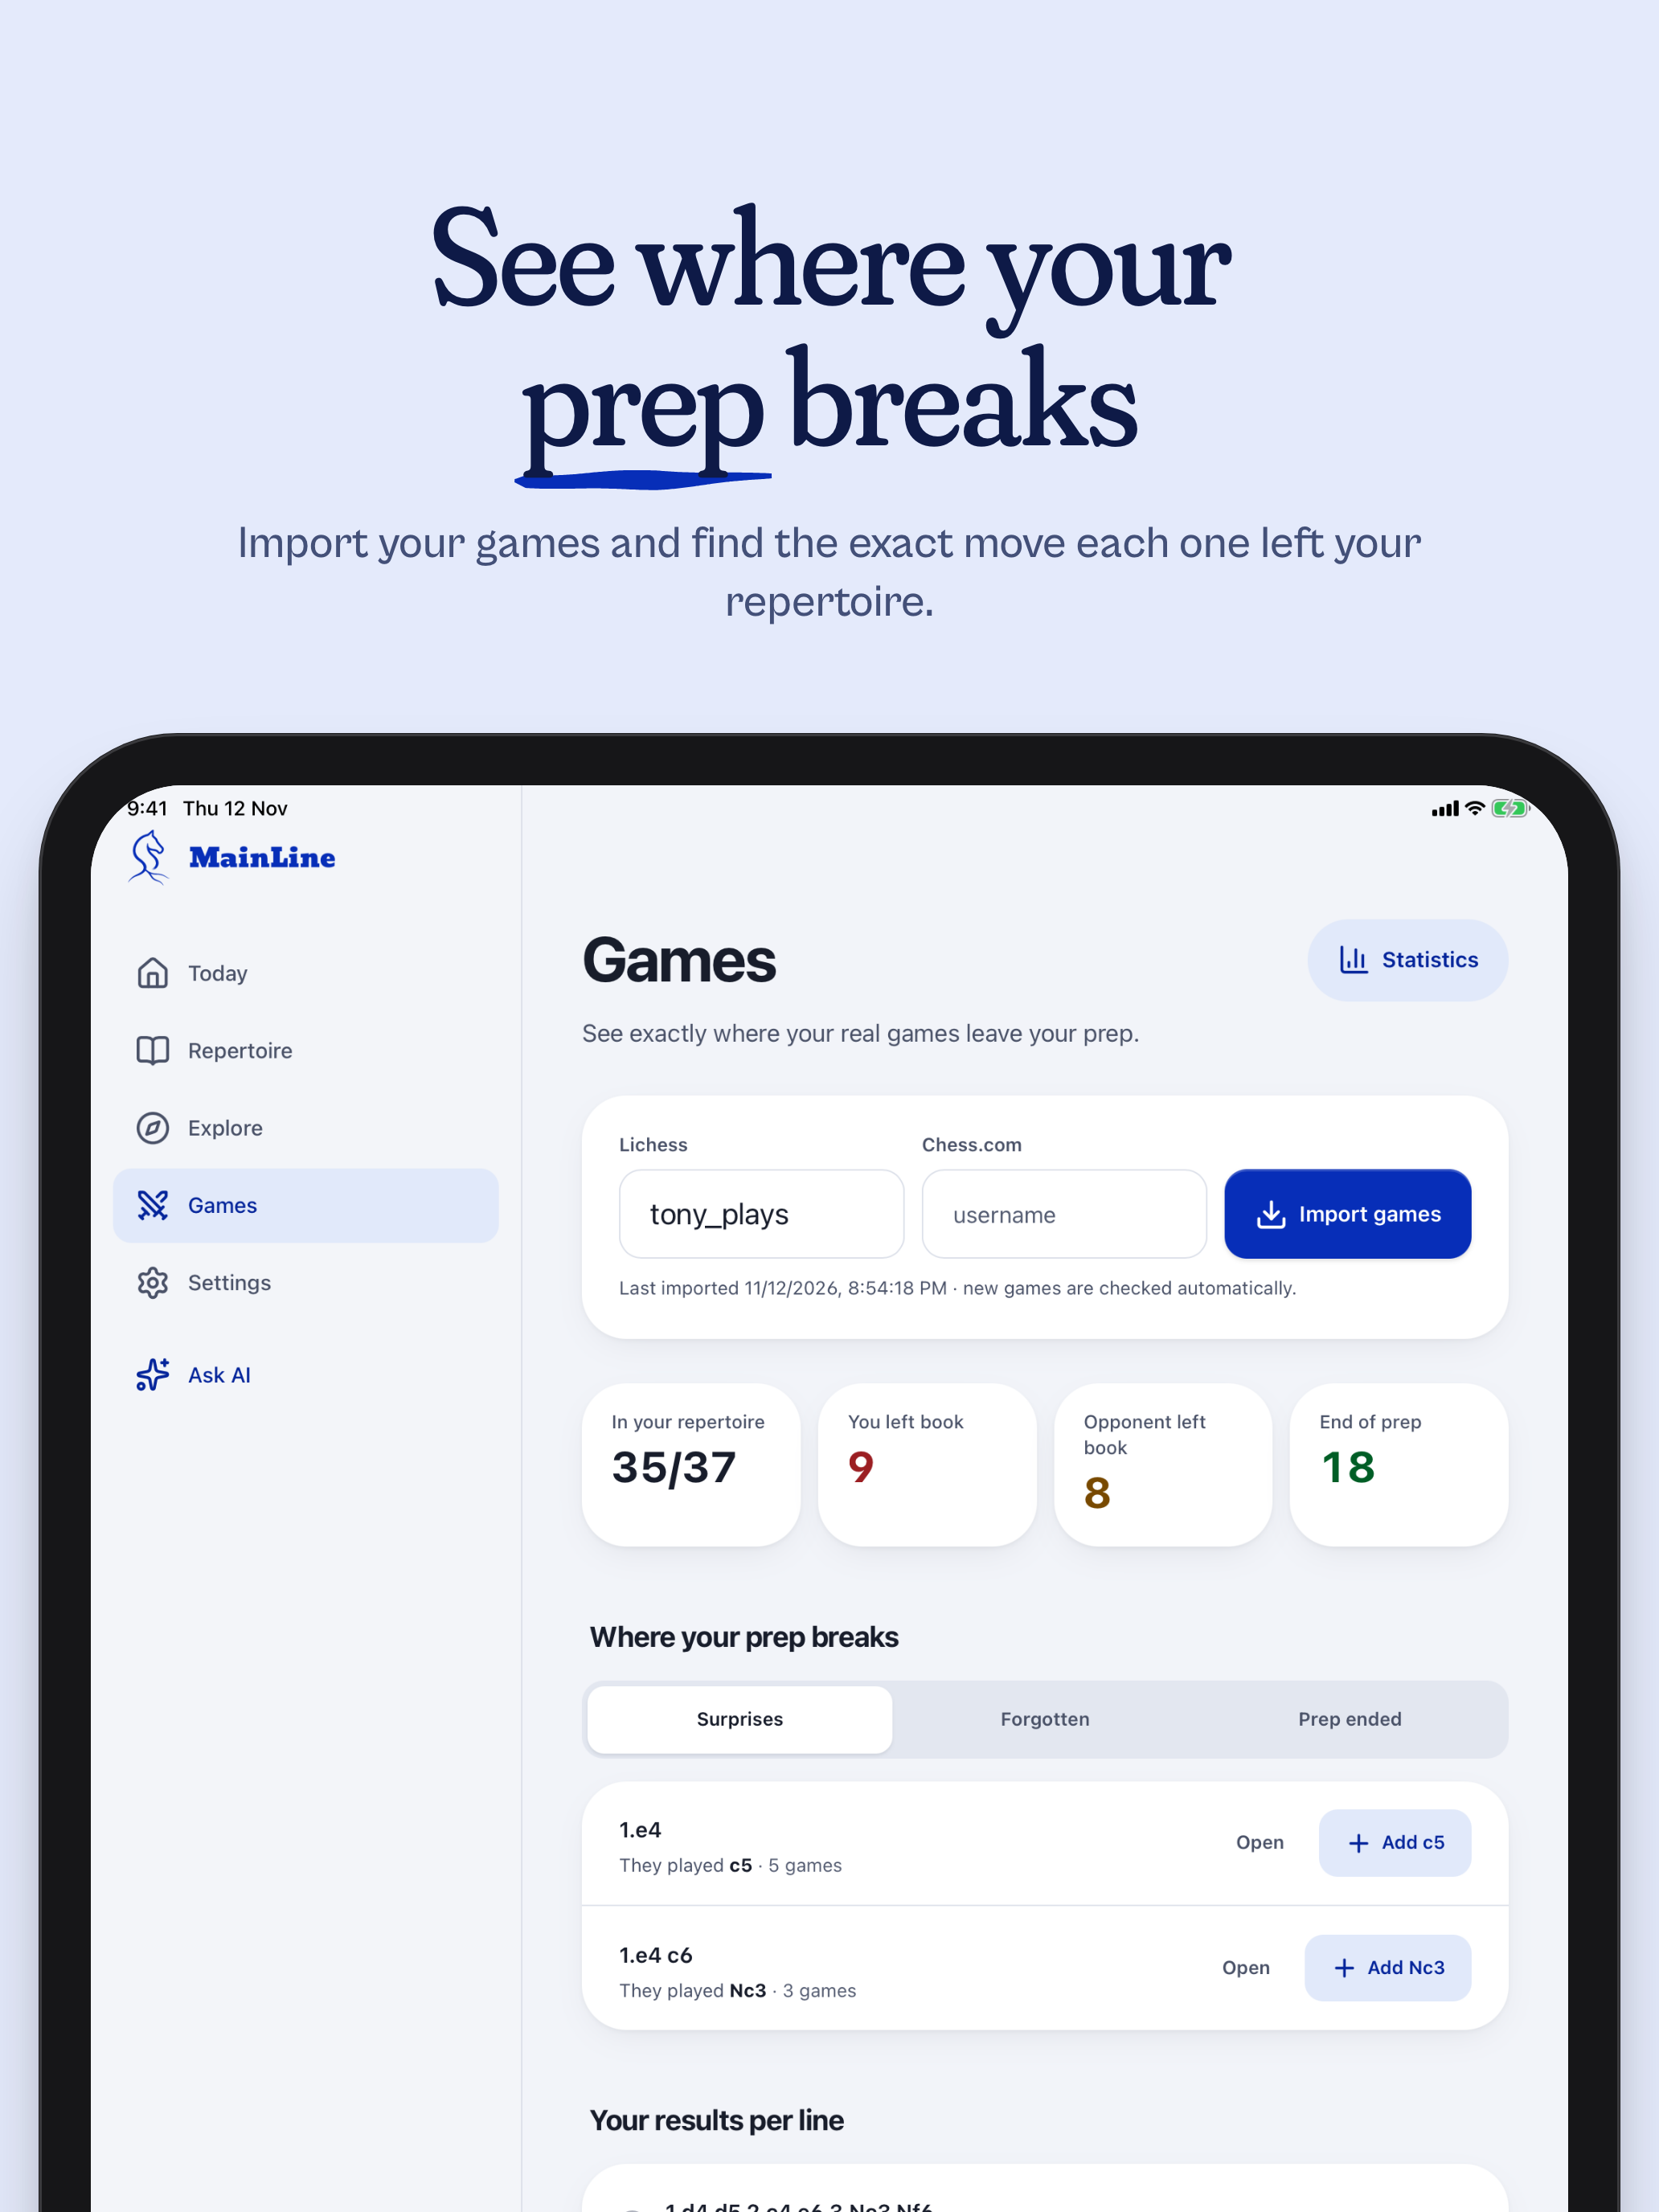 See where your
prep breaks
Import your games and find the exact move each one left your
repertoire.
9:41 Thu 12 Nov
MainLine
Today
Repertoire
Explore
Games
Settings
Ask AI
Games
Statistics
See exactly where your real games leave your prep.
Lichess
Chess.com
tony_plays
username
Import games
Last imported 11/12/2026, 8:54:18 PM · new games are checked automatically.
In your repertoire
35/37
You left book
9
Opponent left
book
8
End of prep
18
Where your prep breaks
Surprises
Forgotten
Prep ended
1.e4
They played c5 · 5 games
Open
Add c5
1.e4 c6
They played Nc3 · 3 games
Open
Add Nc3
Your results per line